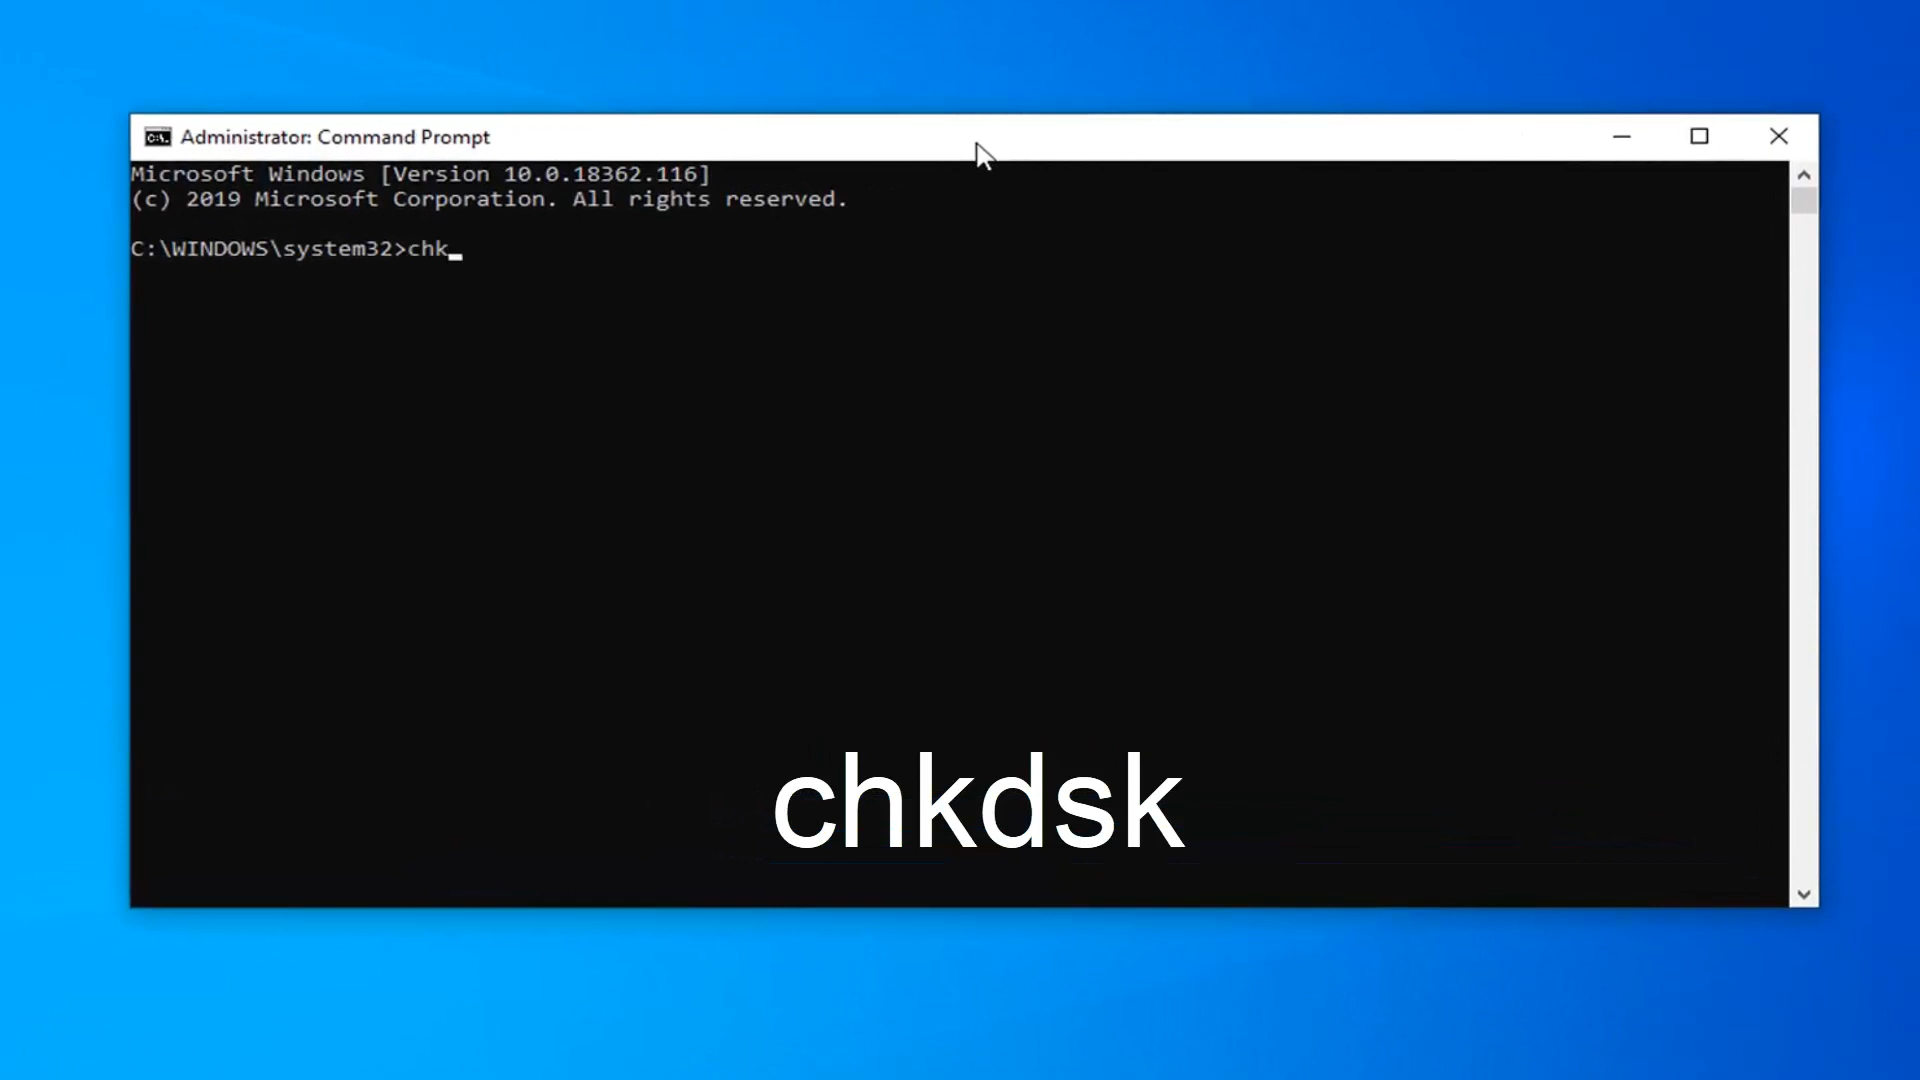 Administrator: Command Prompt
Microsoft Windows [Version 10.0.18362.116]
(c) 2019 Microsoft Corporation. All rights reserved.
C:\WINDOWS\system32>chk
chkdsk